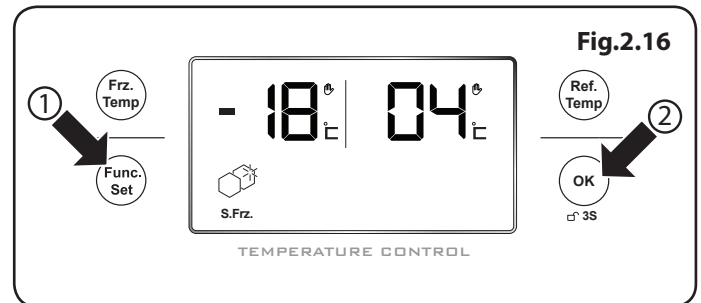 Fig.2.16
1
Frz.
Temp
-18 °C
04 °C
Ref.
Temp
2
Func.
Set
S.Frz.
OK
3S
TEMPERATURE CONTROL